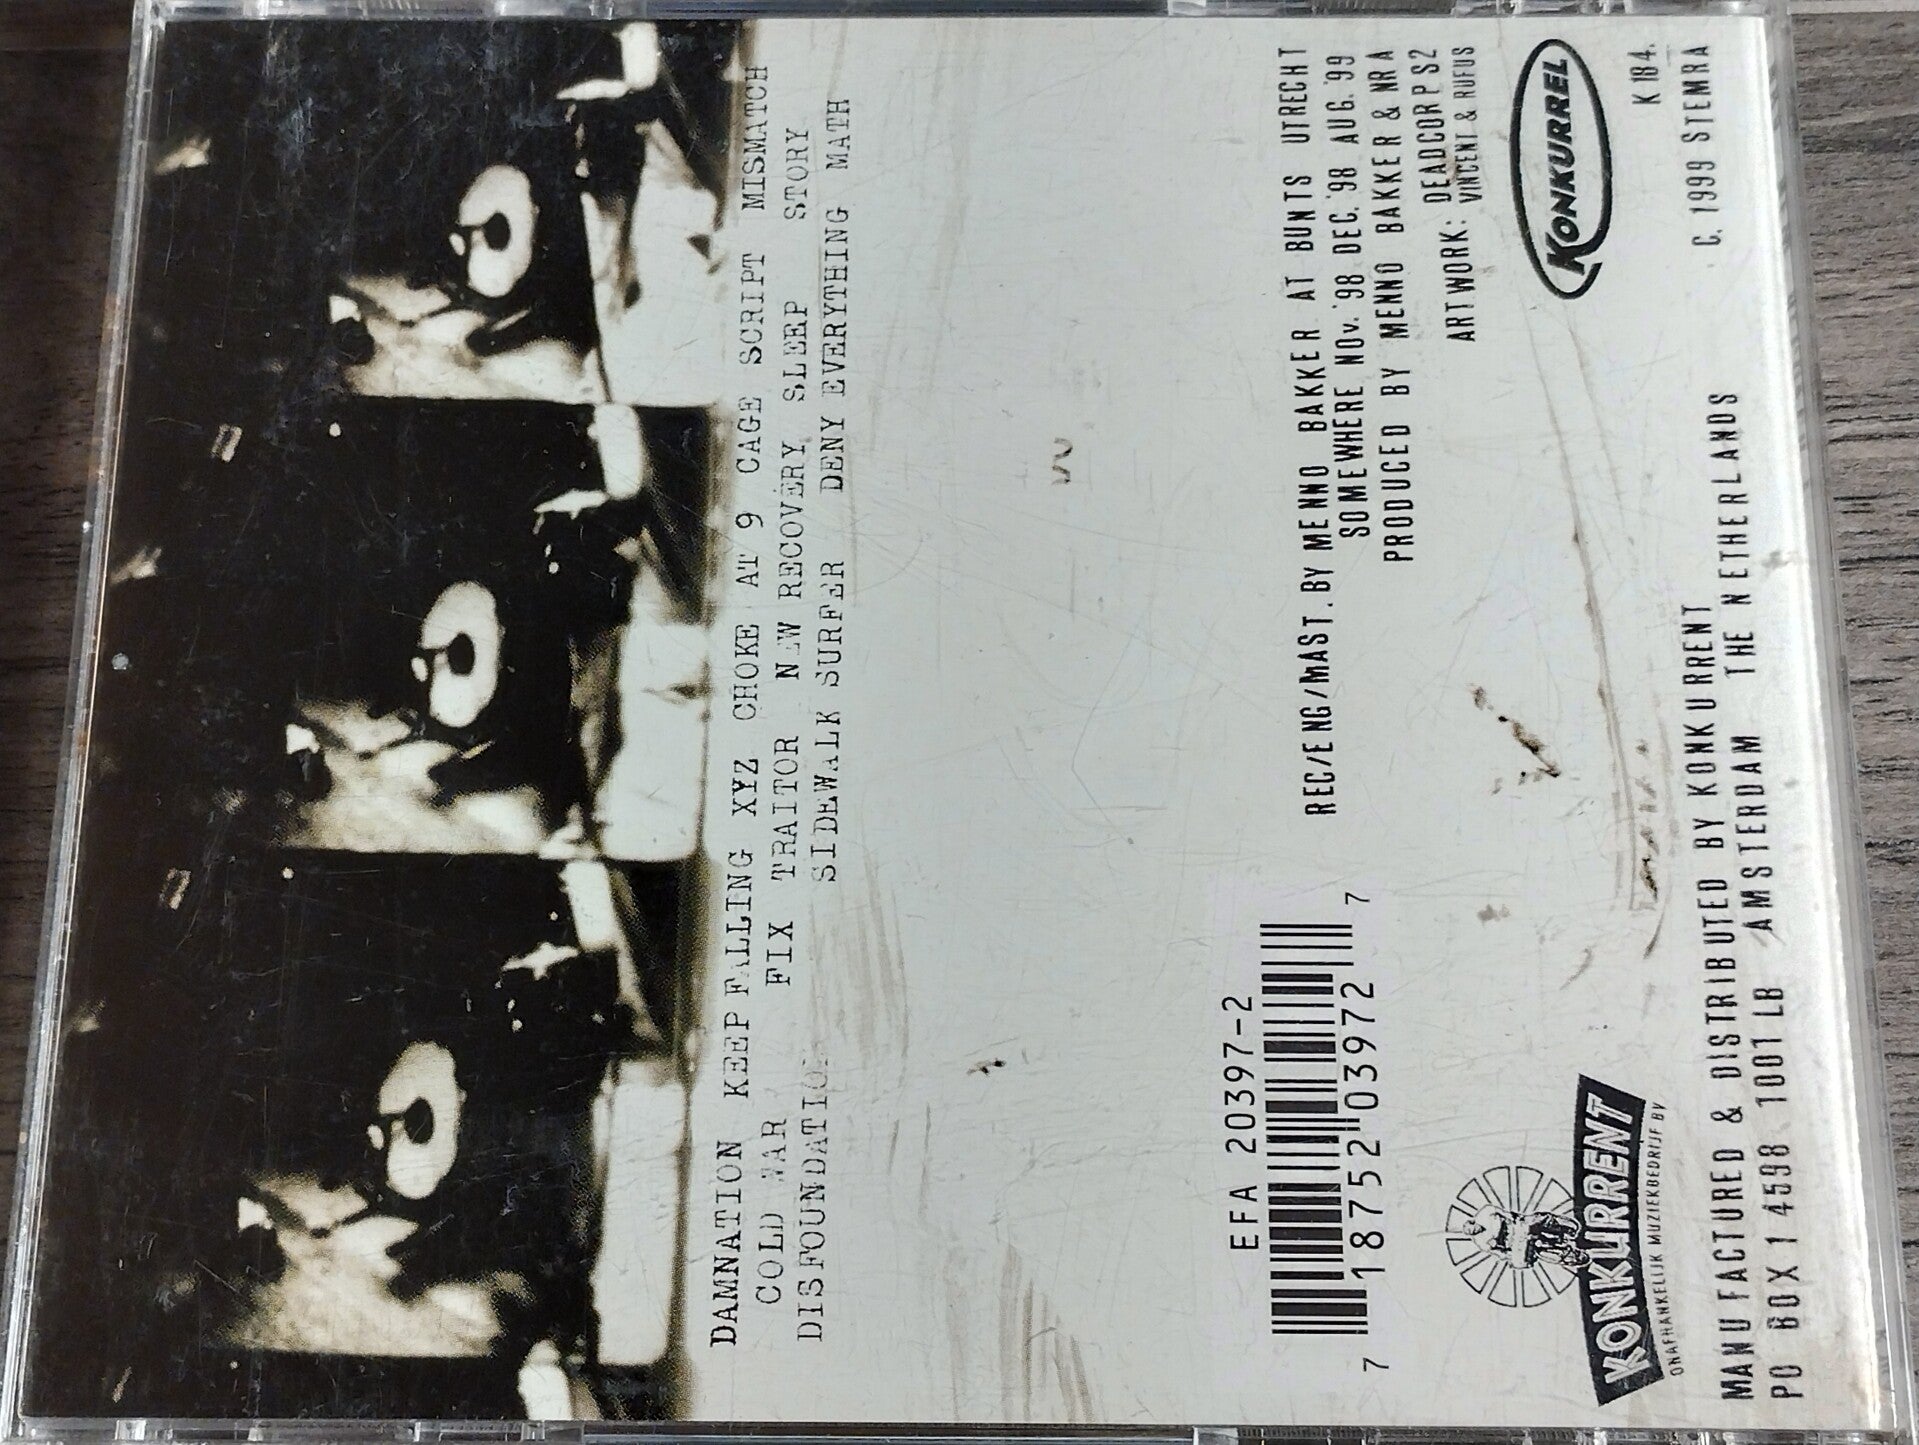 DAMNATION KEEP FALLING XYZ CHOKE AT 9 CAGE SCRIPT MISMATCH
COLD WAR FIX TRAITOR NEW RECOVERY SLEEP STORY
DISFOUNDATION SIDEWALK SURFER DENY EVERYTHING MATH
EFA 20397-2
7 18752 03972 7
REC/ENG/MAST. BY MENNO BAKKER AT BUNTS UTRECHT
SOMEWHERE NOV. '98 DEC. '98 AUG. '99
PRODUCED BY MENNO BAKKER & NRA
ARTWORK: DEADCORP S2
VINCENT & RUFUS
KONKURREL
KONKURRENT
ONAFHANKELIJK MUZIEKBEDRIJF BV
K 184.
C. 1999 STEMRA
MANUFACTURED & DISTRIBUTED BY KONKURRENT
PO BOX 14598 1001 LB AMSTERDAM THE NETHERLANDS